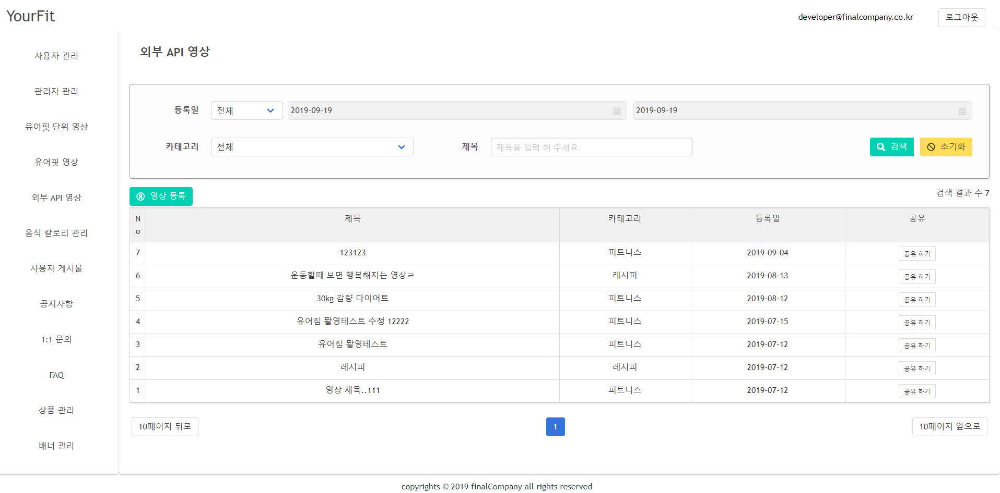 YourFit
developer@finalcompany.co.kr
로그아웃
사용자 관리
관리자 관리
유어핏 단위 영상
유어핏 영상
외부 API 영상
음식 칼로리 관리
사용자 게시물
공지사항
1:1 문의
FAQ
상품 관리
배너 관리
외부 API 영상
등록일 전체 2019-09-19 2019-09-19
카테고리 전체 제목 제목을 입력 해 주세요. 검색 초기화
® 영상 등록
검색 결과 수 7
No 제목 카테고리 등록일 공유
7 123123 피트니스 2019-09-04 공유 하기
6 운동할때 보면 행복해지는 영상ㄹ 레시피 2019-08-13 공유 하기
5 30kg 감량 다이어트 피트니스 2019-08-12 공유 하기
4 유어짐 퐐영테스트 수정 12222 피트니스 2019-07-15 공유 하기
3 유어짐 퐐영테스트 피트니스 2019-07-12 공유 하기
2 레시피 레시피 2019-07-12 공유 하기
1 영상 제목..111 피트니스 2019-07-12 공유 하기
10페이지 뒤로 1 10페이지 앞으로
copyrights © 2019 finalCompany all rights reserved